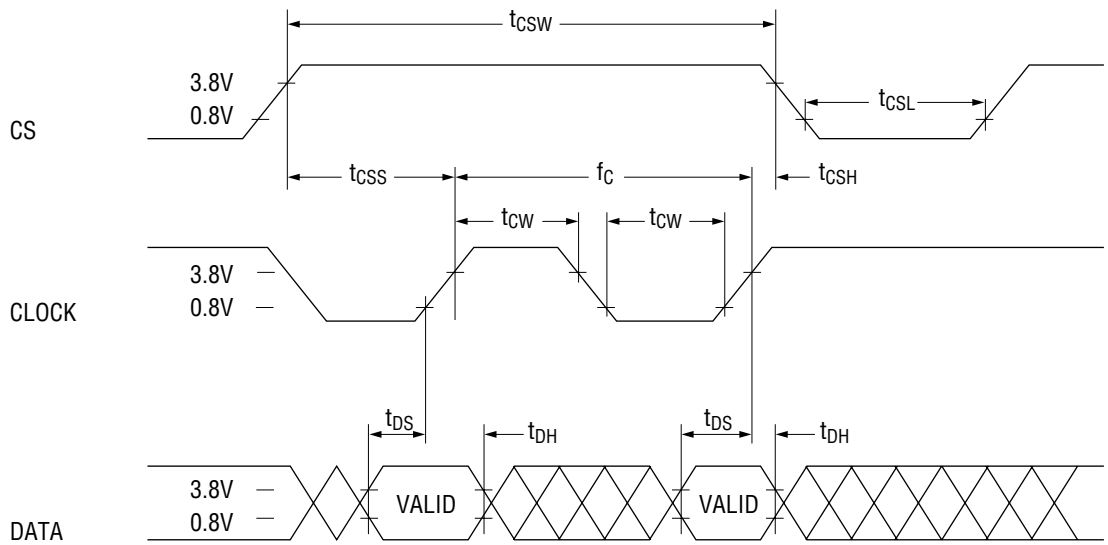 tCSW
3.8V
0.8V
CS
tCSL
tCSS
fC
tCSH
tCW
tCW
3.8V
0.8V
CLOCK
tDS
tDH
tDS
tDH
3.8V
VALID
VALID
0.8V
DATA